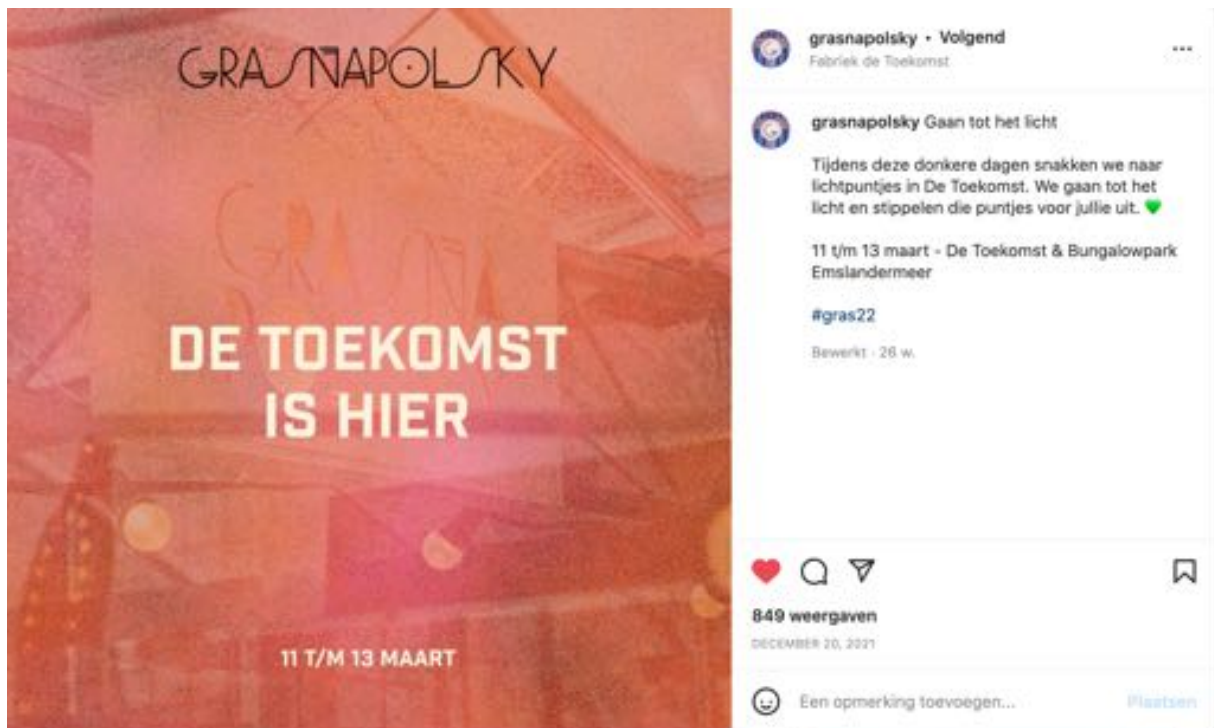 GRASNAPOLSKY
GRASNA
DE TOEKOMST
IS HIER
11 T/M 13 MAART
grasnapolsky • Volgend
Fabriek de Toekomst
grasnapolsky Gaan tot het licht
Tijdens deze donkere dagen snakken we naar
lichtpuntjes in De Toekomst. We gaan tot het
licht en stippelen die puntjes voor jullie uit. 💚
11 t/m 13 maart - De Toekomst & Bungalowpark
Emslandermeer
#gras22
Bewerkt · 26 w.
849 weergaven
DECEMBER 20, 2021
Een opmerking toevoegen...
Plaatsen